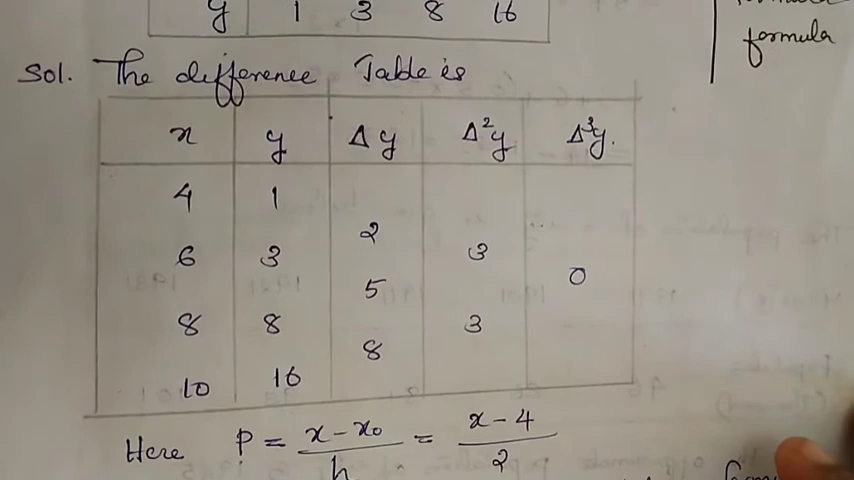 formula
y 1 3 8 16
formula
Sol. The difference Table is
x y Δy Δ²y Δ³y.
4 1
2
6 3 3
5 0
8 8 3
8
10 16
Here P = x - x₀ / h = x - 4 / 2